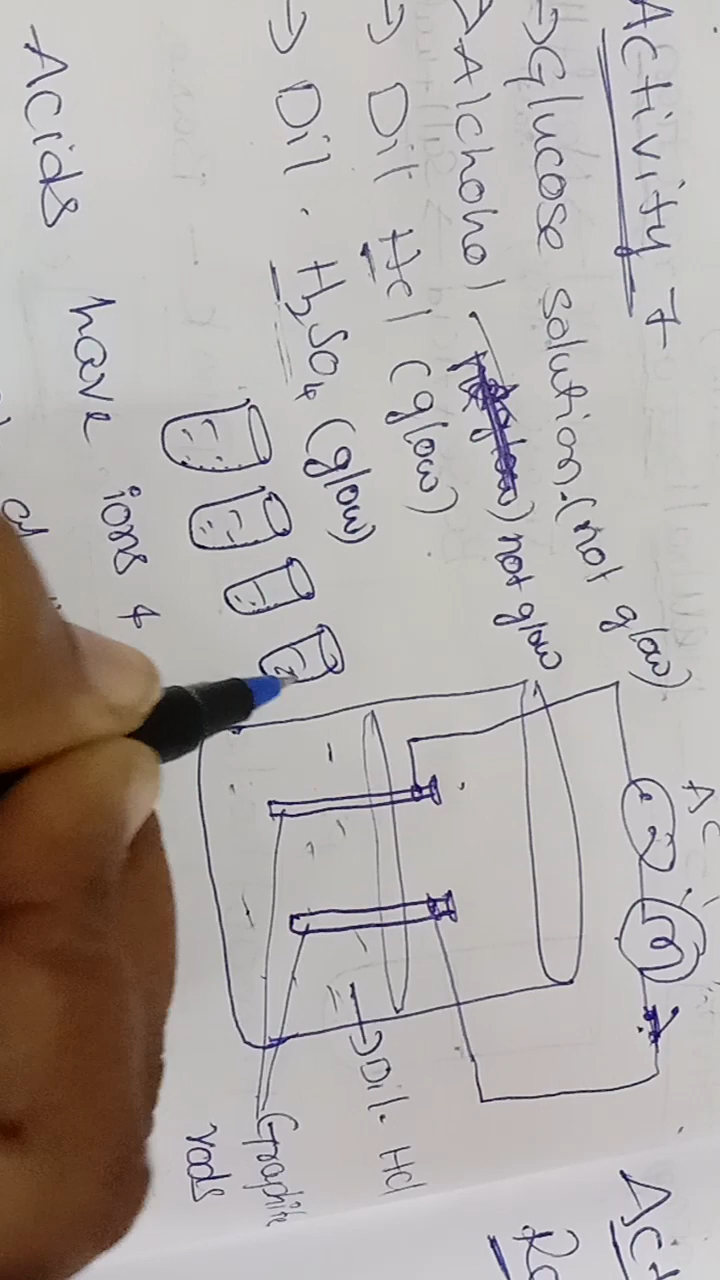 Activity 7
→ Glucose solution. (not glow).
→ Alchohol not glow
→ Dil HCl (glow)
→ Dil. H2SO4 (glow)
AC
→ Dil. HCl
Graphite
rods
Acids have ions &
Act